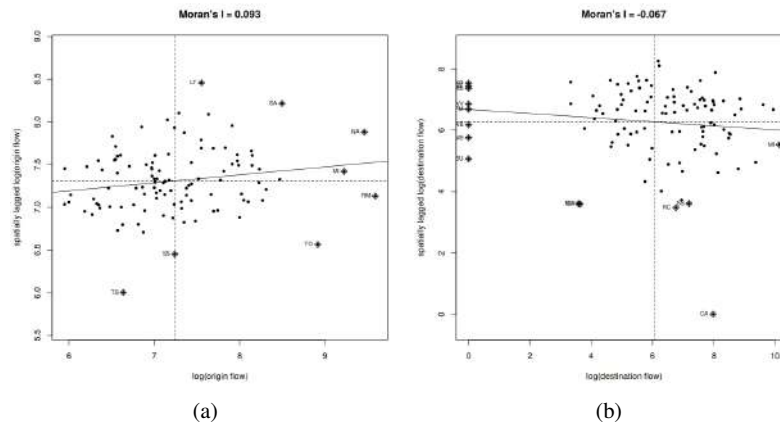 Moran's I = 0.093
spatially lagged log(origin flow)
9.0
8.5
8.0
7.5
7.0
6.5
6.0
5.5
LT
SA
NA
MI
RM
TO
TS
6
7
8
9
log(origin flow)
(a)
Moran's I = -0.067
spatially lagged log(destination flow)
8
6
4
2
0
RC
CA
0
2
4
6
8
10
log(destination flow)
(b)